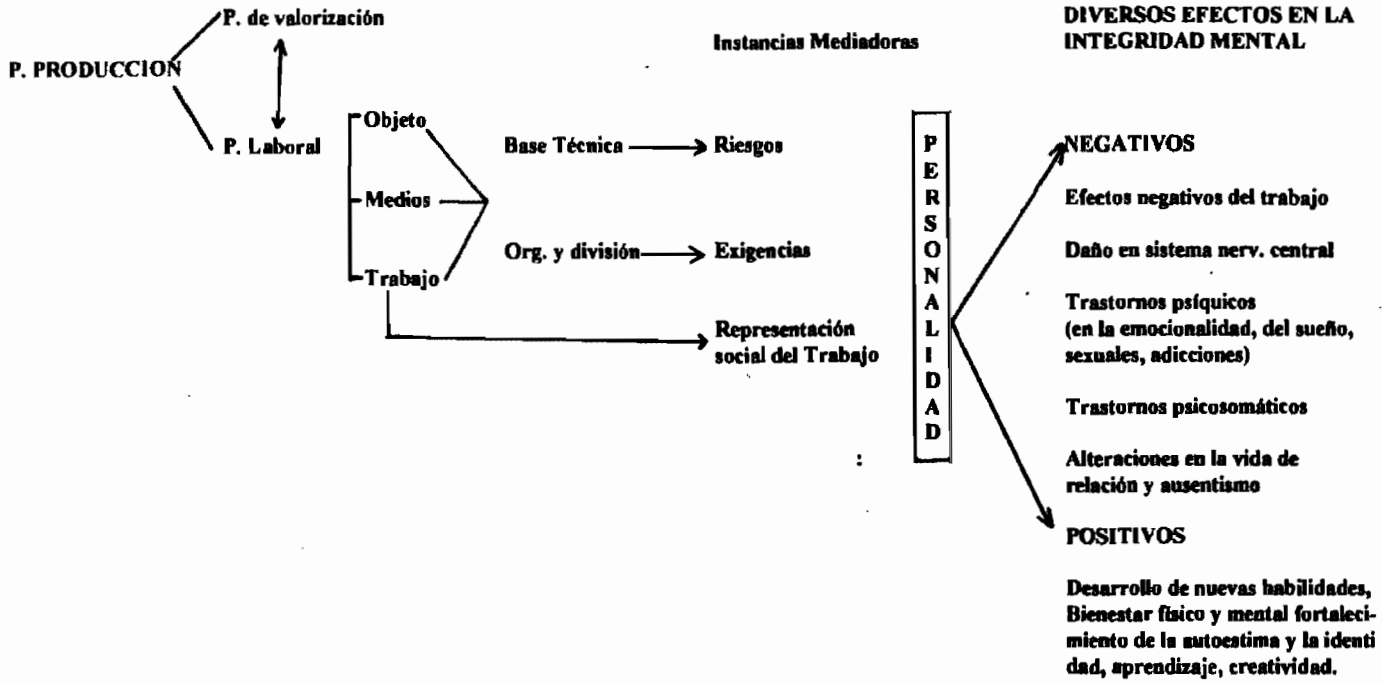 P. PRODUCCION
P. de valorización
P. Laboral
Objeto
Medios
Trabajo
Base Técnica
Org. y división
Instancias Mediadoras
Riesgos
Exigencias
Representación
social del Trabajo
PERSONALIDAD
DIVERSOS EFECTOS EN LA
INTEGRIDAD MENTAL
NEGATIVOS
Efectos negativos del trabajo
Daño en sistema nerv. central
Trastornos psíquicos
(en la emocionalidad, del sueño,
sexuales, adicciones)
Trastornos psicosomáticos
Alteraciones en la vida de
relación y ausentismo
POSITIVOS
Desarrollo de nuevas habilidades,
Bienestar físico y mental fortaleci-
miento de la autoestima y la identi
dad, aprendizaje, creatividad.